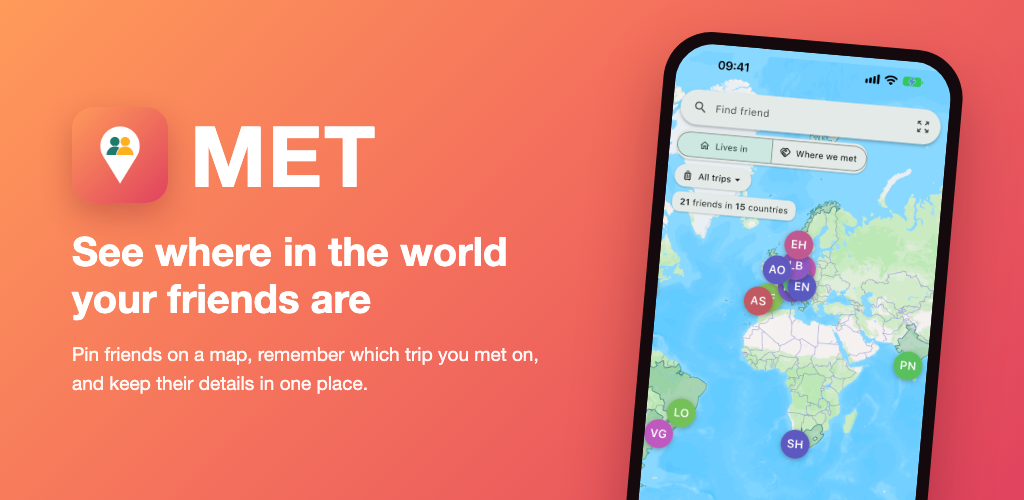 MET
See where in the world
your friends are
Pin friends on a map, remember which trip you met on,
and keep their details in one place.
09:41
Find friend
Lives in
Where we met
All trips
21 friends in 15 countries
EH
AO
LB
EN
AS
PN
LO
VG
SH